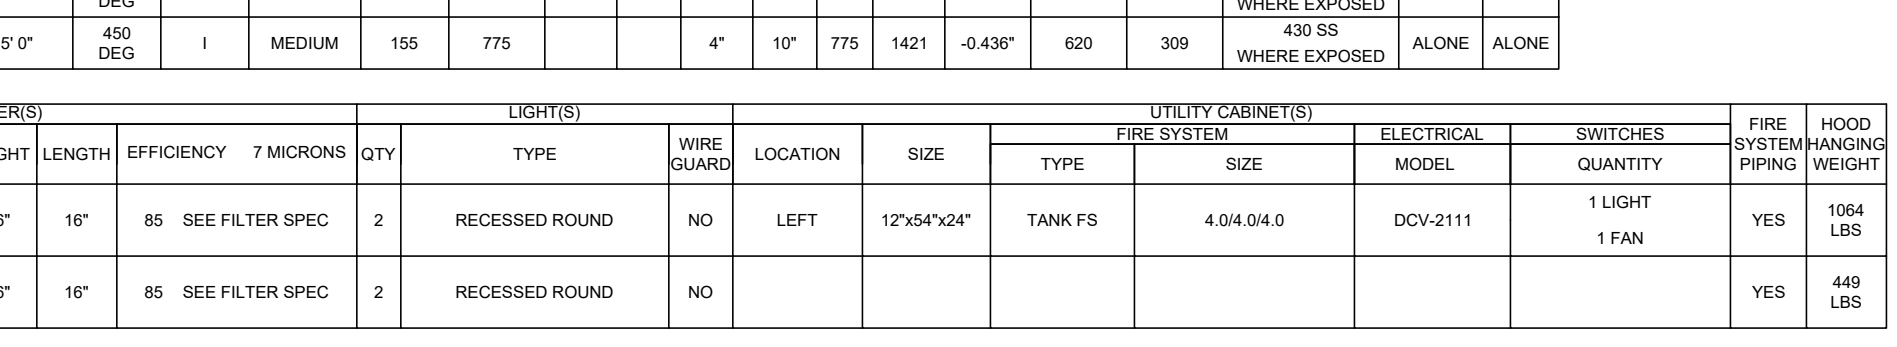 DEG WHERE EXPOSED
5' 0" 450 DEG I MEDIUM 155 775 4" 10" 775 1421 -0.436" 620 309 430 SS WHERE EXPOSED ALONE ALONE
ER(S) LIGHT(S) UTILITY CABINET(S) FIRE SYSTEM PIPING HOOD HANGING WEIGHT
GHT LENGTH EFFICIENCY 7 MICRONS QTY TYPE WIRE GUARD LOCATION SIZE FIRE SYSTEM ELECTRICAL SWITCHES
TYPE SIZE MODEL QUANTITY
6" 16" 85 SEE FILTER SPEC 2 RECESSED ROUND NO LEFT 12"x54"x24" TANK FS 4.0/4.0/4.0 DCV-2111 1 LIGHT 1 FAN YES 1064 LBS
6" 16" 85 SEE FILTER SPEC 2 RECESSED ROUND NO YES 449 LBS